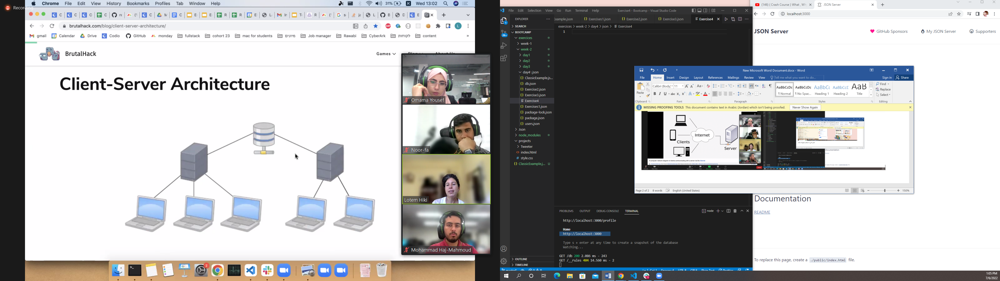 Recording
Chrome File Edit View History Bookmarks Profiles Tab Window Help
31% Wed 13:02
brutalhack.com/blog/client-server-architecture/
gmail Calendar Drive Codio GitHub monday fullstack cohort 23 mac for students מיונים Job manager Rawabi CyberArk לקוחות content
BrutalHack
Games
Client-Server Architecture
Omama Yousef
Noor-fa
Lotem Hiki
Mohammad Haj-Mahmoud
File Edit Selection View Go Run Terminal Help
Exercise4 - Bootcamp - Visual Studio Code
EXPLORER
Exercises1.json Exercise2.json Exercise3.json Exercise4
SEARCH
exercices > week-2 > day4 > json > Exercise4
1
BOOTCAMP
exercices
week-1
week-2
day1
day2
day3
day4\json
ClassicExample.js...
db.json
Exercise2.json
Exercise3.json
Exercise4
Exercises1.json
package-lock.json
package.json
users.json
Json
node_modules
projects
Tweeter
index.html
style.css
ClassicExample.j... U
OUTLINE
TIMELINE
PROBLEMS OUTPUT DEBUG CONSOLE TERMINAL
node
http://localhost:3000/profile
Home
http://localhost:3000
Type s + enter at any time to create a snapshot of the database
Watching...
GET /db 200 2.086 ms - 243
GET /__rules 404 14.560 ms - 2
New Microsoft Word Document.docx - Word
File Home Insert Design Layout References Mailings Review View Tell me what you want to do... Sign in Share
Calibri (Body) 11
Paste
Clipboard Font Paragraph Styles Editing
AaBbCcDc AaBbCcDc AaBbCc AaBbCcE AaB
¶ Normal ¶ No Spac... Heading 1 Heading 2 Title
Find
Replace
Select
MISSING PROOFING TOOLS This document contains text in Arabic (Jordan) which isn't being proofed. Never Show Again
Internet
Clients
Server
A computer network diagram of clients communicating with a server via the Internet
Documentation
Page 2 of 2 8 words English (United States)
150%
(146) ( Crash Course ) What , Wh
JSON Server
localhost:3000
JSON Server
GitHub Sponsors My JSON Server Supporters
Documentation
README
To replace this page, create a ./public/index.html file.
1:05 PM
7/6/2022